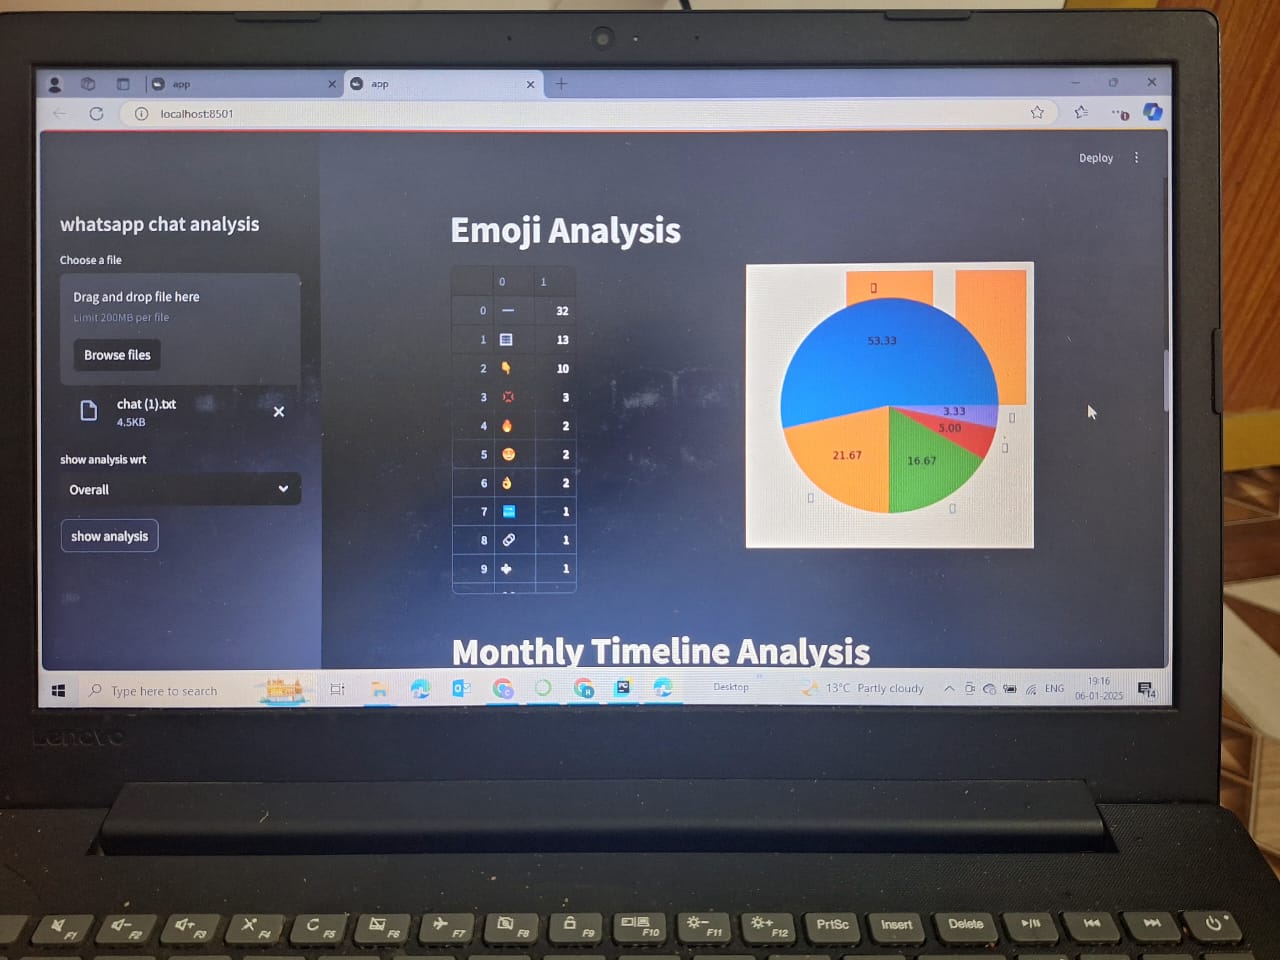 app
app
localhost:8501
Deploy
whatsapp chat analysis
Choose a file
Drag and drop file here
Limit 200MB per file
Browse files
chat (1).txt
4.5KB
show analysis wrt
Overall
show analysis
Emoji Analysis
0 1
0 — 32
1 13
2 👇 10
3 💢 3
4 🔥 2
5 😍 2
6 👌 2
7 1
8 🔗 1
9 1
53.33
3.33
5.00
21.67
16.67
Monthly Timeline Analysis
Type here to search
Desktop
13°C Partly cloudy
ENG
19:16
06-01-2025
14
Lenovo
F1
F2
F3
F4
F5
F6
F7
F8
F9
F10
F11
F12
PrtSc
Insert
Delete